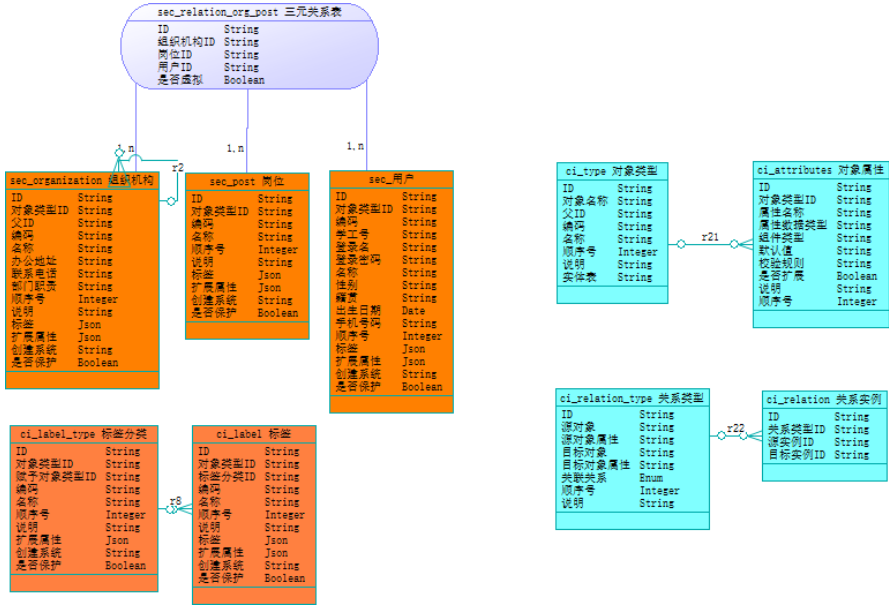 sec_relation_org_post 三元关系表
ID String
组织机构ID String
岗位ID String
用户ID String
是否虚拟 Boolean
1,n
1,n
1,n
r2
sec_organization 组织机构
ID String
对象类型ID String
父ID String
编码 String
名称 String
办公地址 String
联系电话 String
部门职责 String
顺序号 Integer
说明 String
标签 Json
扩展属性 Json
创建系统 String
是否保护 Boolean
sec_post 岗位
ID String
对象类型ID String
编码 String
名称 String
顺序号 Integer
说明 String
标签 Json
扩展属性 Json
创建系统 String
是否保护 Boolean
sec_用户
ID String
对象类型ID String
编码 String
学工号 String
登录名 String
登录密码 String
名称 String
性别 String
籍贯 String
出生日期 Date
手机号码 String
顺序号 Integer
标签 Json
扩展属性 Json
创建系统 String
是否保护 Boolean
ci_type 对象类型
ID String
对象名称 String
父ID String
编码 String
名称 String
顺序号 Integer
说明 String
实体表 String
r21
ci_attributes 对象属性
ID String
对象类型ID String
属性名称 String
属性数据类型 String
组件类型 String
默认值 String
校验规则 String
是否扩展 Boolean
说明 String
顺序号 Integer
ci_label_type 标签分类
ID String
对象类型ID String
赋予对象类型ID String
编码 String
名称 String
顺序号 Integer
说明 String
扩展属性 Json
创建系统 String
是否保护 Boolean
r8
ci_label 标签
ID String
对象类型ID String
标签分类ID String
编码 String
名称 String
顺序号 Integer
说明 String
标签 Json
扩展属性 Json
创建系统 String
是否保护 Boolean
ci_relation_type 关系类型
ID String
源对象 String
源对象属性 String
目标对象 String
目标对象属性 String
关联关系 Enum
顺序号 Integer
说明 String
r22
ci_relation 关系实例
ID String
关系类型ID String
源实例ID String
目标实例ID String